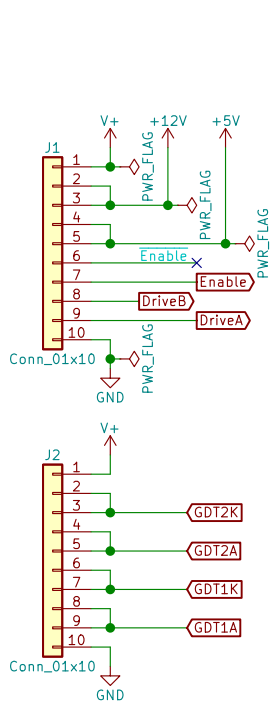 V+
+12V
+5V
J1
PWR_FLAG
PWR_FLAG
PWR_FLAG
1
2
3
4
5
6
Enable
7
Enable
8
DriveB
9
DriveA
10
Conn_01x10
PWR_FLAG
GND
V+
J2
1
2
3
GDT2K
4
5
GDT2A
6
7
GDT1K
8
9
GDT1A
10
Conn_01x10
GND